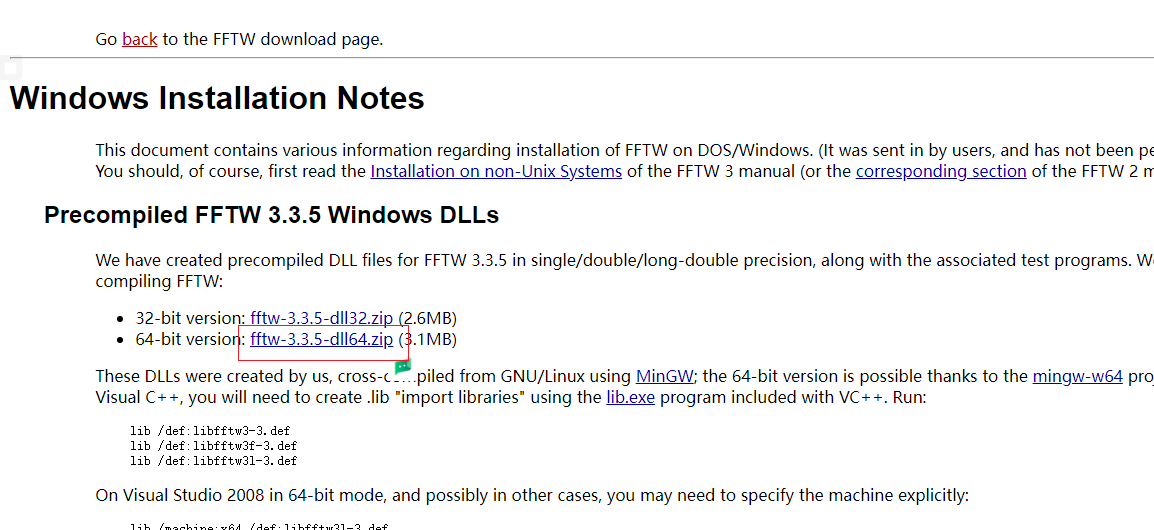 Go back to the FFTW download page.
Windows Installation Notes
This document contains various information regarding installation of FFTW on DOS/Windows. (It was sent in by users, and has not been
You should, of course, first read the Installation on non-Unix Systems of the FFTW 3 manual (or the corresponding section of the FFTW 2
Precompiled FFTW 3.3.5 Windows DLLs
We have created precompiled DLL files for FFTW 3.3.5 in single/double/long-double precision, along with the associated test programs.
compiling FFTW:
• 32-bit version: fftw-3.3.5-dll32.zip (2.6MB)
• 64-bit version: fftw-3.3.5-dll64.zip (3.1MB)
These DLLs were created by us, from GNU/Linux using MinGW; the 64-bit version is possible thanks to the mingw-w64
Visual C++, you will need to create .lib "import libraries" using the lib.exe program included with VC++. Run:
lib /def:libfftw3-3.def
lib /def:libfftw3f-3.def
lib /def:libfftw3l-3.def
On Visual Studio 2008 in 64-bit mode, and possibly in other cases, you may need to specify the machine explicitly:
lib /machine:x64 /def:libfftw3l-3.def